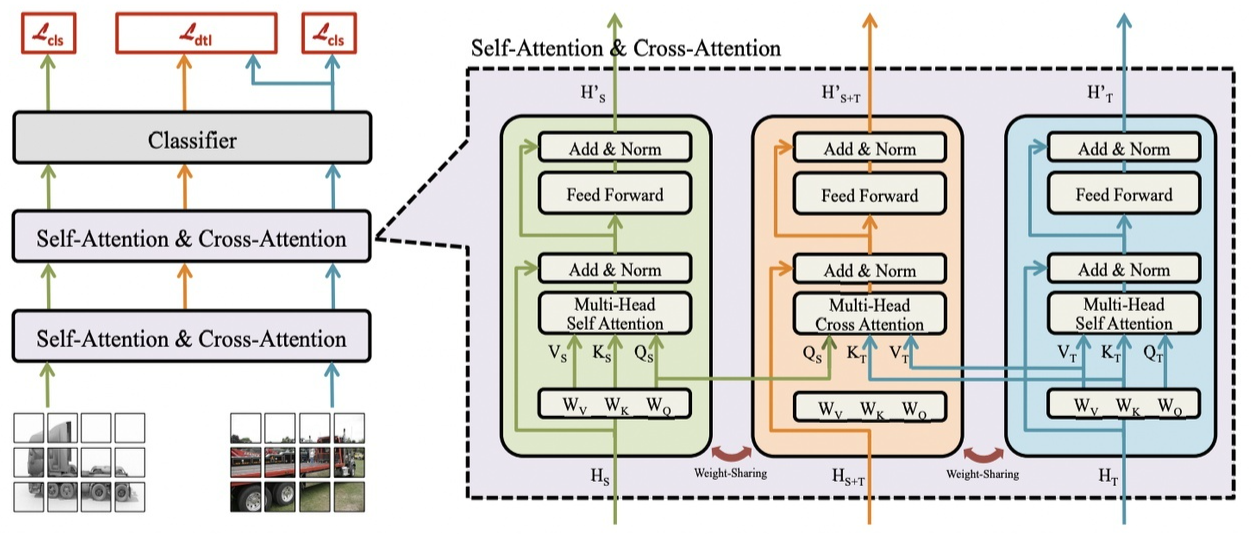 ℒcls
ℒdtl
ℒcls
Classifier
Self-Attention & Cross-Attention
Self-Attention & Cross-Attention
Self-Attention & Cross-Attention
H'S
H'S+T
H'T
Add & Norm
Feed Forward
Add & Norm
Multi-Head
Self Attention
VS KS QS
WV WK WQ
HS
Add & Norm
Feed Forward
Add & Norm
Multi-Head
Cross Attention
QS KT VT
WV WK WQ
HS+T
Add & Norm
Feed Forward
Add & Norm
Multi-Head
Self Attention
VT KT QT
WV WK WQ
HT
Weight-Sharing
Weight-Sharing